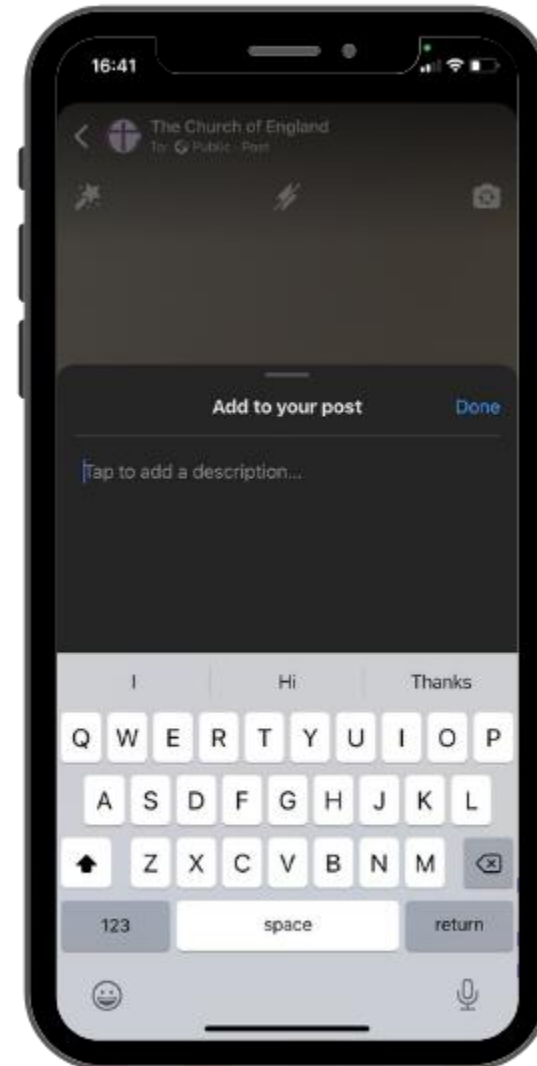 16:41
The Church of England
To: Public · Post
Add to your post
Done
Tap to add a description...
I
Hi
Thanks
Q W E R T Y U I O P
A S D F G H J K L
Z X C V B N M
123
space
return